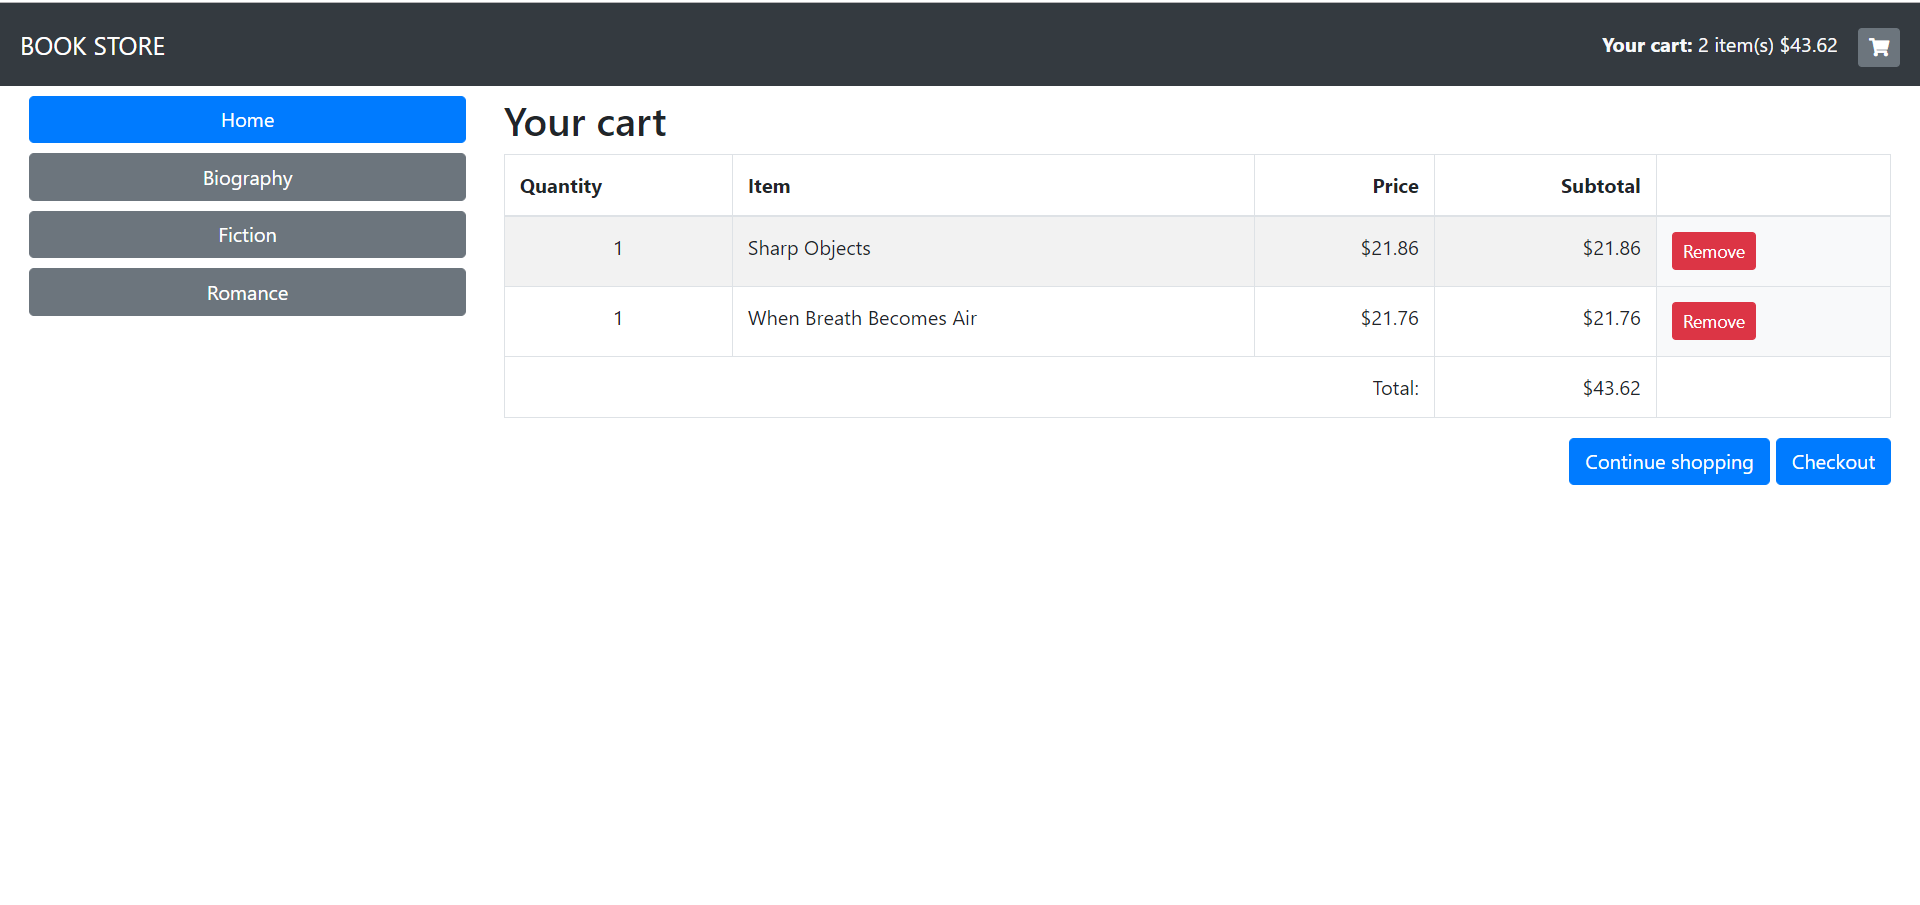 BOOK STORE
Your cart: 2 item(s) $43.62
Home
Biography
Fiction
Romance
Your cart
Quantity Item Price Subtotal
1 Sharp Objects $21.86 $21.86 Remove
1 When Breath Becomes Air $21.76 $21.76 Remove
Total: $43.62
Continue shopping Checkout